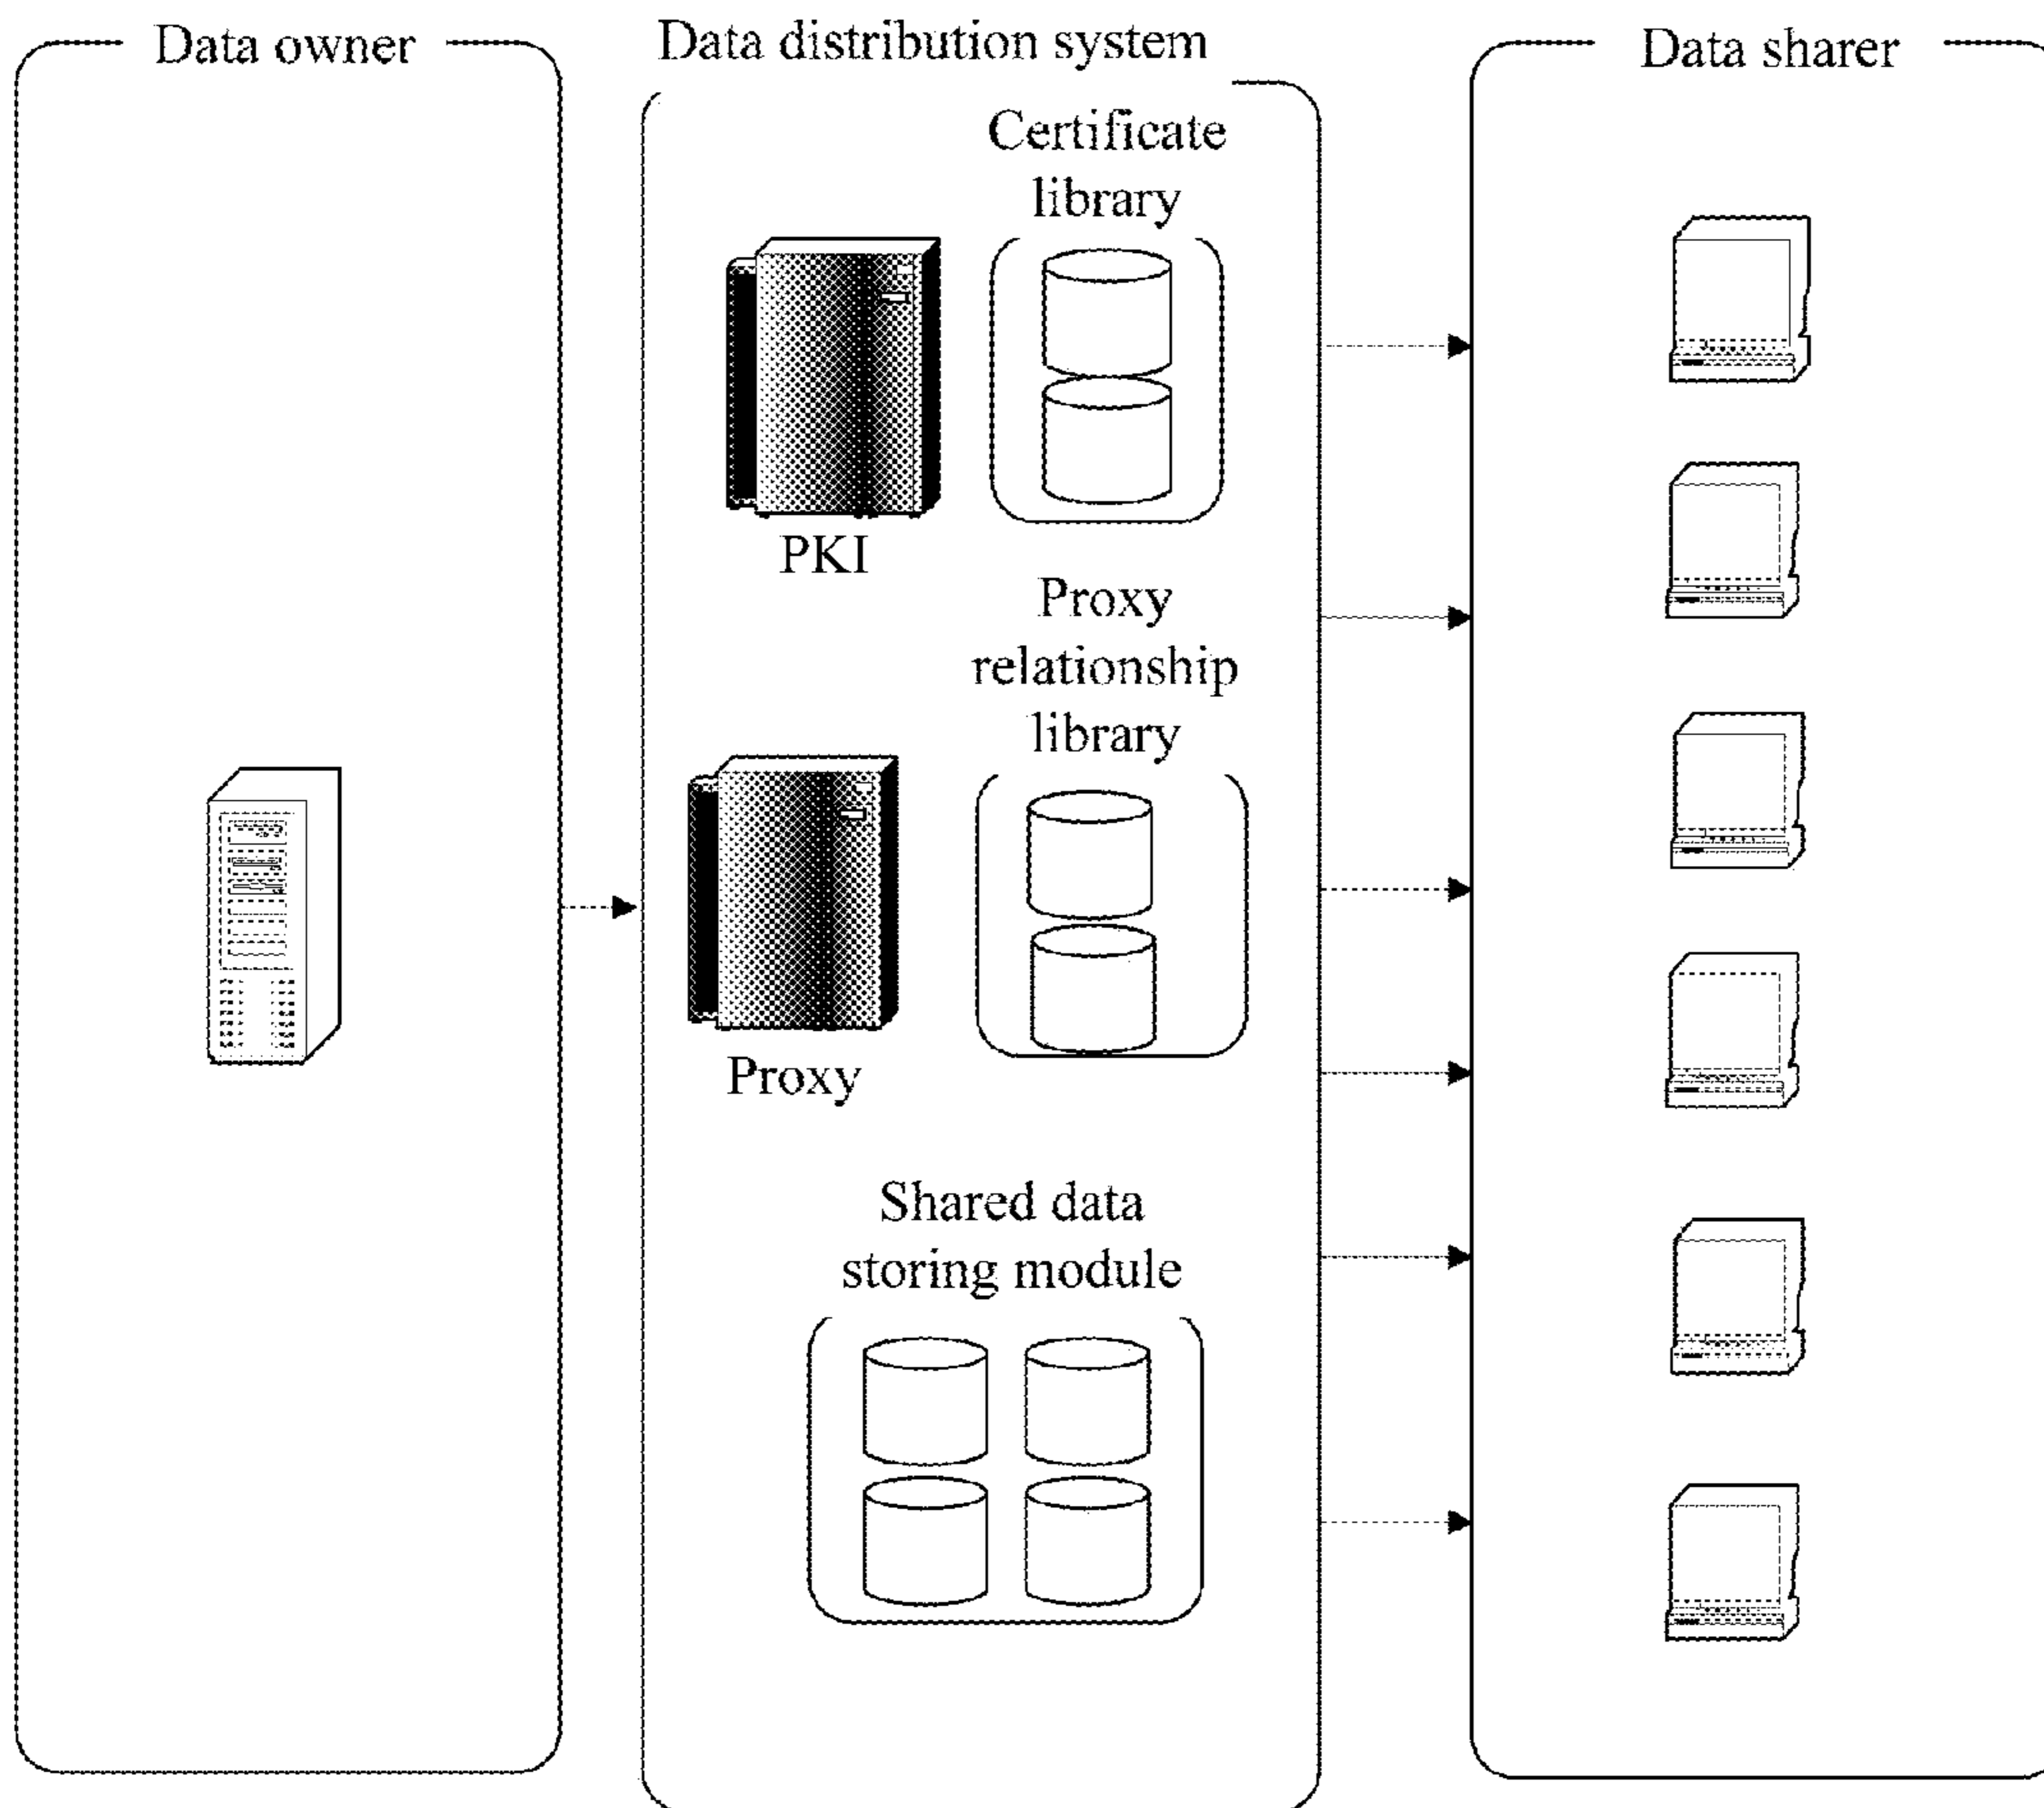 Data owner
Data distribution system
Data sharer
Certificate
library
PKI
Proxy
relationship
library
Proxy
Shared data
storing module